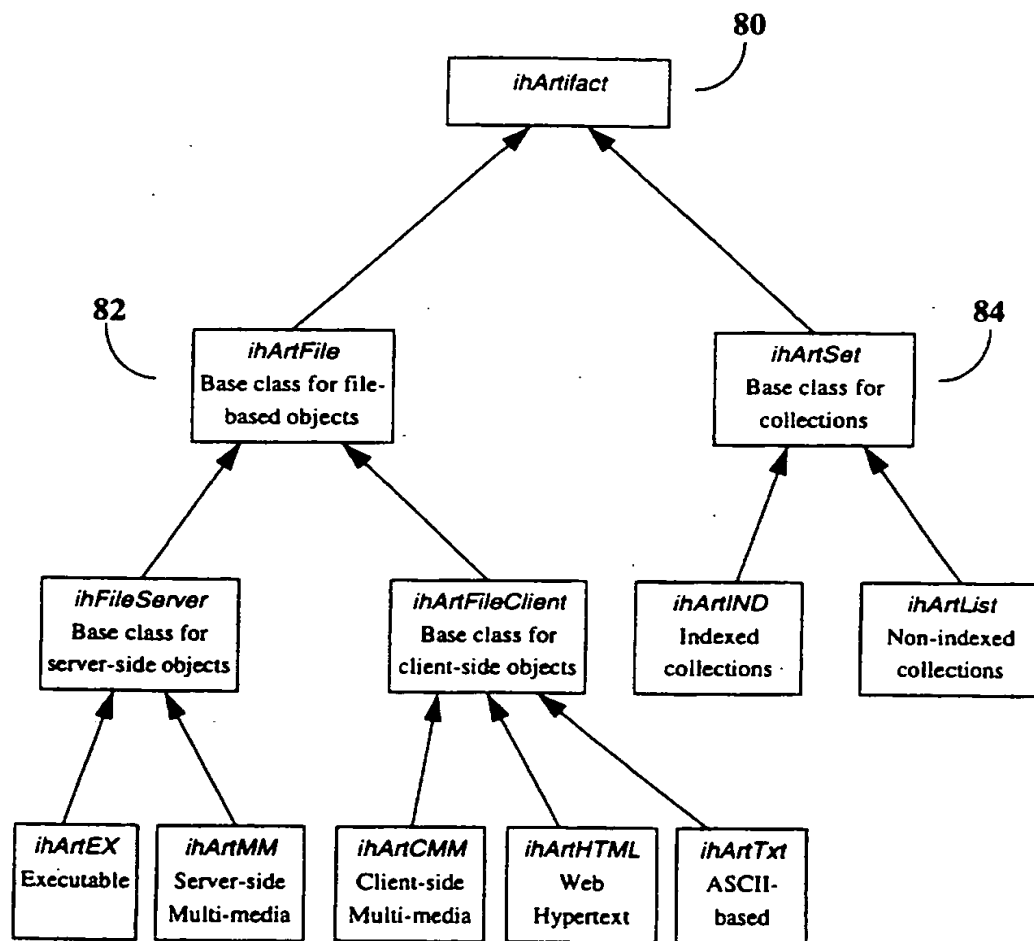 80
ihArtifact
82
84
ihArtFile
Base class for file-
based objects
ihArtSet
Base class for
collections
ihFileServer
Base class for
server-side objects
ihArtFileClient
Base class for
client-side objects
ihArtIND
Indexed
collections
ihArtList
Non-indexed
collections
ihArtEX
Executable
ihArtMM
Server-side
Multi-media
ihArtCMM
Client-side
Multi-media
ihArtHTML
Web
Hypertext
ihArtTxt
ASCII-
based